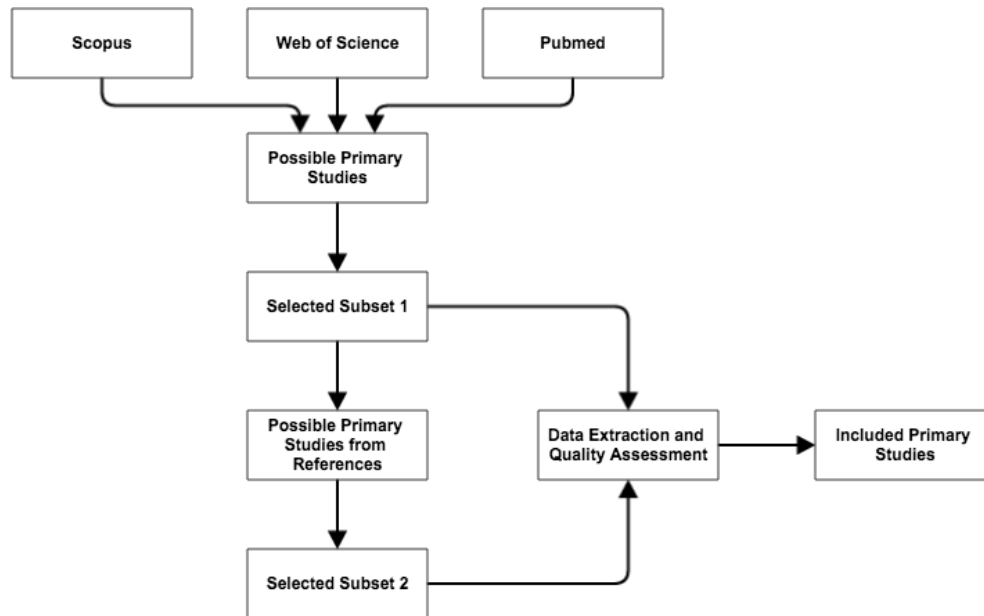 Scopus
Web of Science
Pubmed
Possible Primary
Studies
Selected Subset 1
Possible Primary
Studies from
References
Data Extraction and
Quality Assessment
Included Primary
Studies
Selected Subset 2